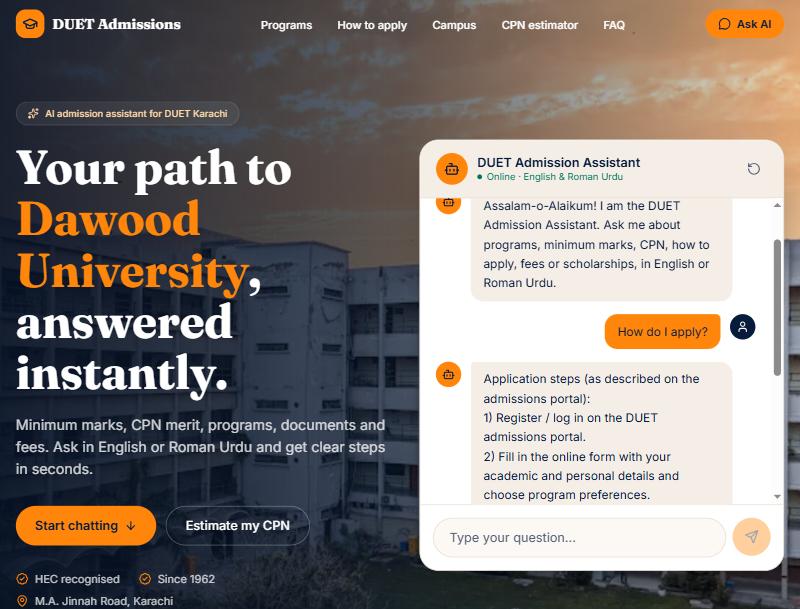 DUET Admissions
Programs
How to apply
Campus
CPN estimator
FAQ
Ask AI
AI admission assistant for DUET Karachi
Your path to
Dawood
University,
answered
instantly.
Minimum marks, CPN merit, programs, documents and
fees. Ask in English or Roman Urdu and get clear steps
in seconds.
Start chatting ↓
Estimate my CPN
HEC recognised
Since 1962
M.A. Jinnah Road, Karachi
DUET Admission Assistant
Online · English & Roman Urdu
Assalam-o-Alaikum! I am the DUET
Admission Assistant. Ask me about
programs, minimum marks, CPN, how to
apply, fees or scholarships, in English or
Roman Urdu.
How do I apply?
Application steps (as described on the
admissions portal):
1) Register / log in on the DUET
admissions portal.
2) Fill in the online form with your
academic and personal details and
choose program preferences.
Type your question...